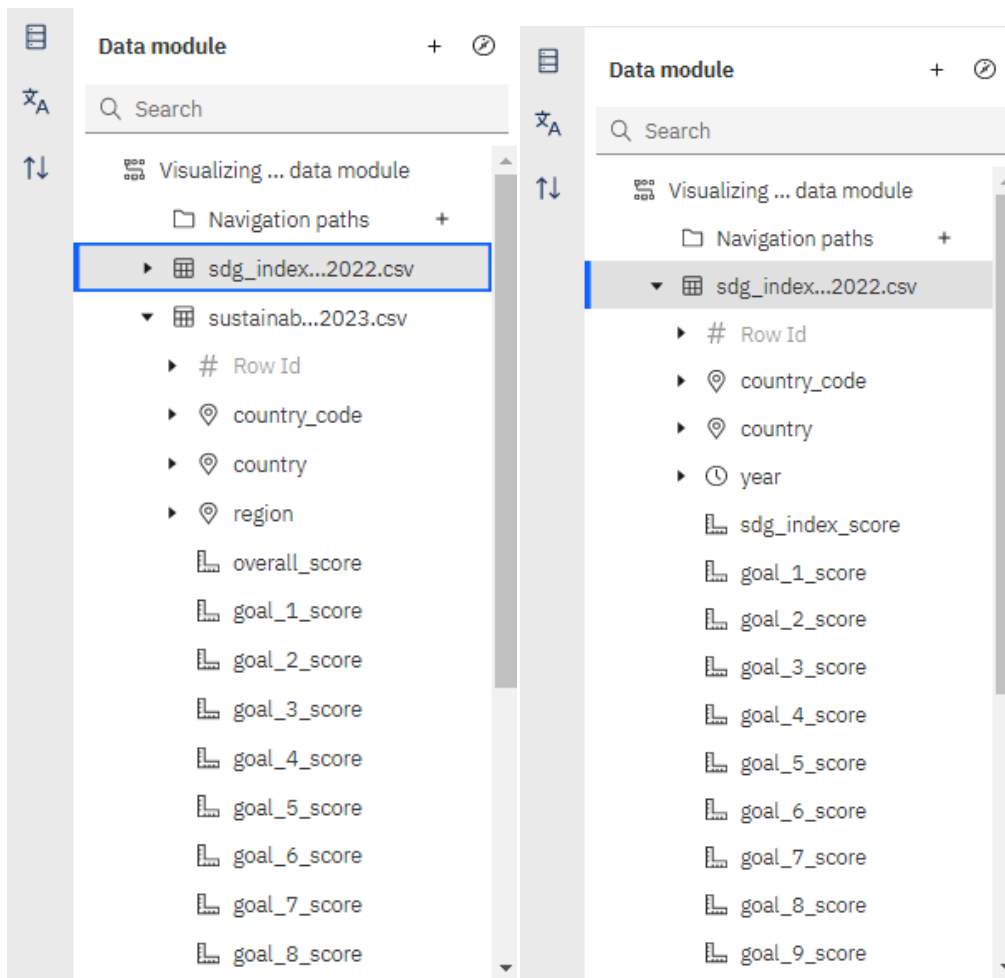 Data module +
Search
Visualizing ... data module
Navigation paths +
sdg_index...2022.csv
sustainab...2023.csv
# Row Id
country_code
country
region
overall_score
goal_1_score
goal_2_score
goal_3_score
goal_4_score
goal_5_score
goal_6_score
goal_7_score
goal_8_score
Data module +
Search
Visualizing ... data module
Navigation paths +
sdg_index...2022.csv
# Row Id
country_code
country
year
sdg_index_score
goal_1_score
goal_2_score
goal_3_score
goal_4_score
goal_5_score
goal_6_score
goal_7_score
goal_8_score
goal_9_score